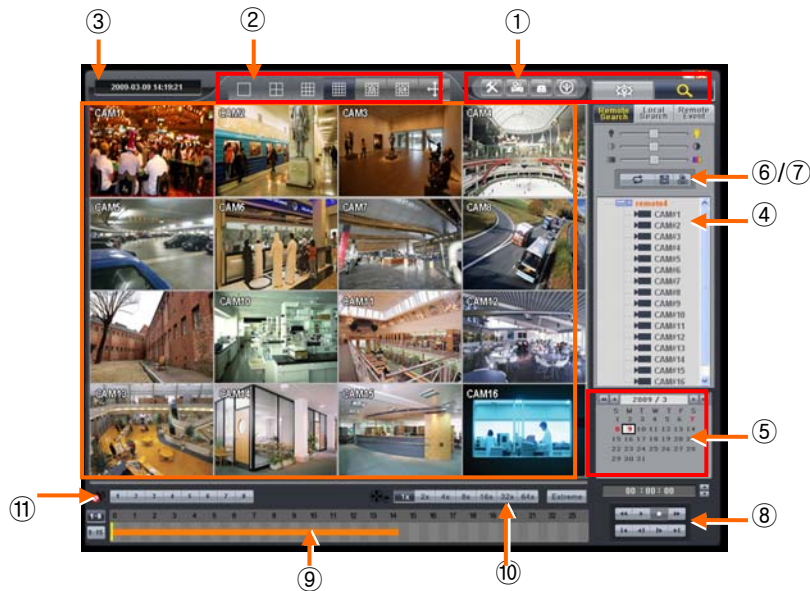 ③ ② ①
2009-03-09 14:19:21
Remote Search Local Search Remote Event
CAM1 CAM2 CAM3 CAM4
⑥/⑦
remote4
④
CAM#1
CAM#2
CAM#3
CAM#4
CAM#5
CAM#6
CAM#7
CAM#8
CAM#9
CAM#10
CAM#11
CAM#12
CAM#13
CAM#14
CAM#15
CAM#16
CAM5 CAM6 CAM7 CAM8
CAM10 CAM11 CAM12
CAM13 CAM14 CAM15 CAM16
2009 / 3
S M T W T F S
1 2 3 4 5 6 7
8 9 10 11 12 13 14
15 16 17 18 19 20 21
22 23 24 25 26 27 28
29 30 31
⑤
⑪
1 2 3 4 5 6 7 8
1x 2x 4x 8x 16x 32x 64x Extreme
00 : 00 : 00
1-8 0 1 2 3 4 5 6 7 8 9 10 11 12 13 14 15 16 17 18 19 20 21 22 23
⑧
9-15
⑨ ⑩